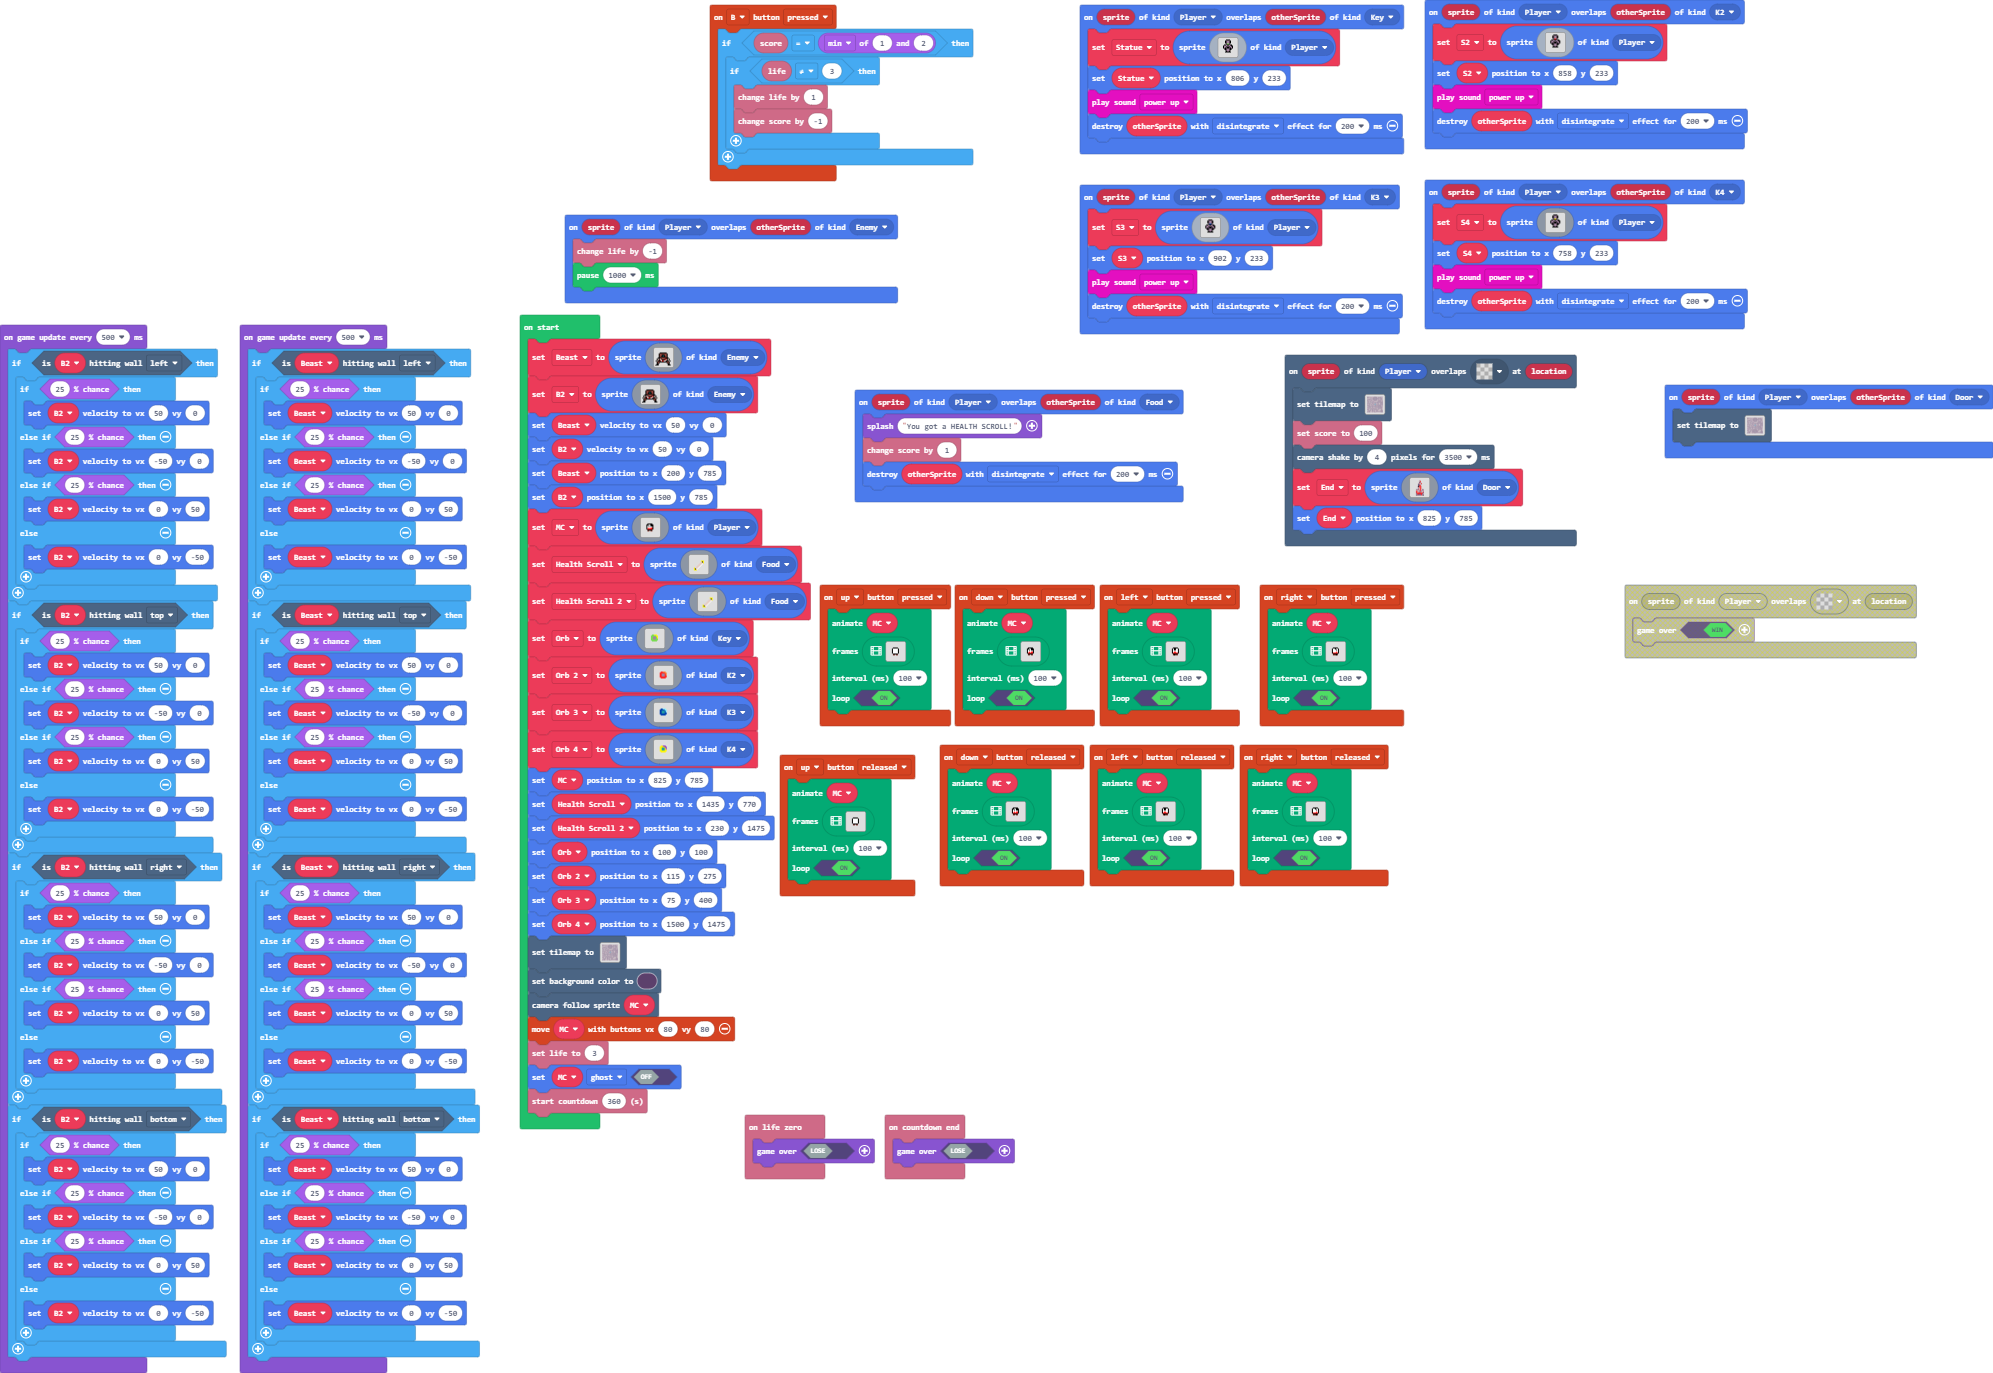 on B button pressed
if score = min of 1 and 2 then
if life ≠ 3 then
change life by 1
change score by -1
on sprite of kind Player overlaps otherSprite of kind Key
set Statue to sprite of kind Player
set Statue position to x 806 y 233
play sound power up
destroy otherSprite with disintegrate effect for 200 ms
on sprite of kind Player overlaps otherSprite of kind K2
set S2 to sprite of kind Player
set S2 position to x 858 y 233
play sound power up
destroy otherSprite with disintegrate effect for 200 ms
on sprite of kind Player overlaps otherSprite of kind K3
set S3 to sprite of kind Player
set S3 position to x 902 y 233
play sound power up
destroy otherSprite with disintegrate effect for 200 ms
on sprite of kind Player overlaps otherSprite of kind K4
set S4 to sprite of kind Player
set S4 position to x 758 y 233
play sound power up
destroy otherSprite with disintegrate effect for 200 ms
on sprite of kind Player overlaps otherSprite of kind Enemy
change life by -1
pause 1000 ms
on game update every 500 ms
if is B2 hitting wall left then
if 25 % chance then
set B2 velocity to vx 50 vy 0
else if 25 % chance then
set B2 velocity to vx -50 vy 0
else if 25 % chance then
set B2 velocity to vx 0 vy 50
else
set B2 velocity to vx 0 vy -50
if is B2 hitting wall top then
if 25 % chance then
set B2 velocity to vx 50 vy 0
else if 25 % chance then
set B2 velocity to vx -50 vy 0
else if 25 % chance then
set B2 velocity to vx 0 vy 50
else
set B2 velocity to vx 0 vy -50
if is B2 hitting wall right then
if 25 % chance then
set B2 velocity to vx 50 vy 0
else if 25 % chance then
set B2 velocity to vx -50 vy 0
else if 25 % chance then
set B2 velocity to vx 0 vy 50
else
set B2 velocity to vx 0 vy -50
if is B2 hitting wall bottom then
if 25 % chance then
set B2 velocity to vx 50 vy 0
else if 25 % chance then
set B2 velocity to vx -50 vy 0
else if 25 % chance then
set B2 velocity to vx 0 vy 50
else
set B2 velocity to vx 0 vy -50
on game update every 500 ms
if is Beast hitting wall left then
if 25 % chance then
set Beast velocity to vx 50 vy 0
else if 25 % chance then
set Beast velocity to vx -50 vy 0
else if 25 % chance then
set Beast velocity to vx 0 vy 50
else
set Beast velocity to vx 0 vy -50
if is Beast hitting wall top then
if 25 % chance then
set Beast velocity to vx 50 vy 0
else if 25 % chance then
set Beast velocity to vx -50 vy 0
else if 25 % chance then
set Beast velocity to vx 0 vy 50
else
set Beast velocity to vx 0 vy -50
if is Beast hitting wall right then
if 25 % chance then
set Beast velocity to vx 50 vy 0
else if 25 % chance then
set Beast velocity to vx -50 vy 0
else if 25 % chance then
set Beast velocity to vx 0 vy 50
else
set Beast velocity to vx 0 vy -50
if is Beast hitting wall bottom then
if 25 % chance then
set Beast velocity to vx 50 vy 0
else if 25 % chance then
set Beast velocity to vx -50 vy 0
else if 25 % chance then
set Beast velocity to vx 0 vy 50
else
set Beast velocity to vx 0 vy -50
on start
set Beast to sprite of kind Enemy
set B2 to sprite of kind Enemy
set Beast velocity to vx 50 vy 0
set B2 velocity to vx 50 vy 0
set Beast position to x 200 y 785
set B2 position to x 1500 y 785
set MC to sprite of kind Player
set Health Scroll to sprite of kind Food
set Health Scroll 2 to sprite of kind Food
set Orb to sprite of kind Key
set Orb 2 to sprite of kind K2
set Orb 3 to sprite of kind K3
set Orb 4 to sprite of kind K4
set MC position to x 825 y 785
set Health Scroll position to x 1435 y 770
set Health Scroll 2 position to x 230 y 1475
set Orb position to x 100 y 100
set Orb 2 position to x 115 y 275
set Orb 3 position to x 75 y 400
set Orb 4 position to x 1500 y 1475
set tilemap to
set background color to
camera follow sprite MC
move MC with buttons vx 80 vy 80
set life to 3
set MC ghost OFF
start countdown 360 (s)
on sprite of kind Player overlaps otherSprite of kind Food
splash "You got a HEALTH SCROLL!"
change score by 1
destroy otherSprite with disintegrate effect for 200 ms
on sprite of kind Player overlaps at location
set tilemap to
set score to 100
camera shake by 4 pixels for 3500 ms
set End to sprite of kind Door
set End position to x 825 y 785
on sprite of kind Player overlaps otherSprite of kind Door
set tilemap to
on up button pressed
animate MC
frames
interval (ms) 100
loop ON
on down button pressed
animate MC
frames
interval (ms) 100
loop ON
on left button pressed
animate MC
frames
interval (ms) 100
loop ON
on right button pressed
animate MC
frames
interval (ms) 100
loop ON
on sprite of kind Player overlaps at location
game over WIN
on up button released
animate MC
frames
interval (ms) 100
loop ON
on down button released
animate MC
frames
interval (ms) 100
loop ON
on left button released
animate MC
frames
interval (ms) 100
loop ON
on right button released
animate MC
frames
interval (ms) 100
loop ON
on life zero
game over LOSE
on countdown end
game over LOSE